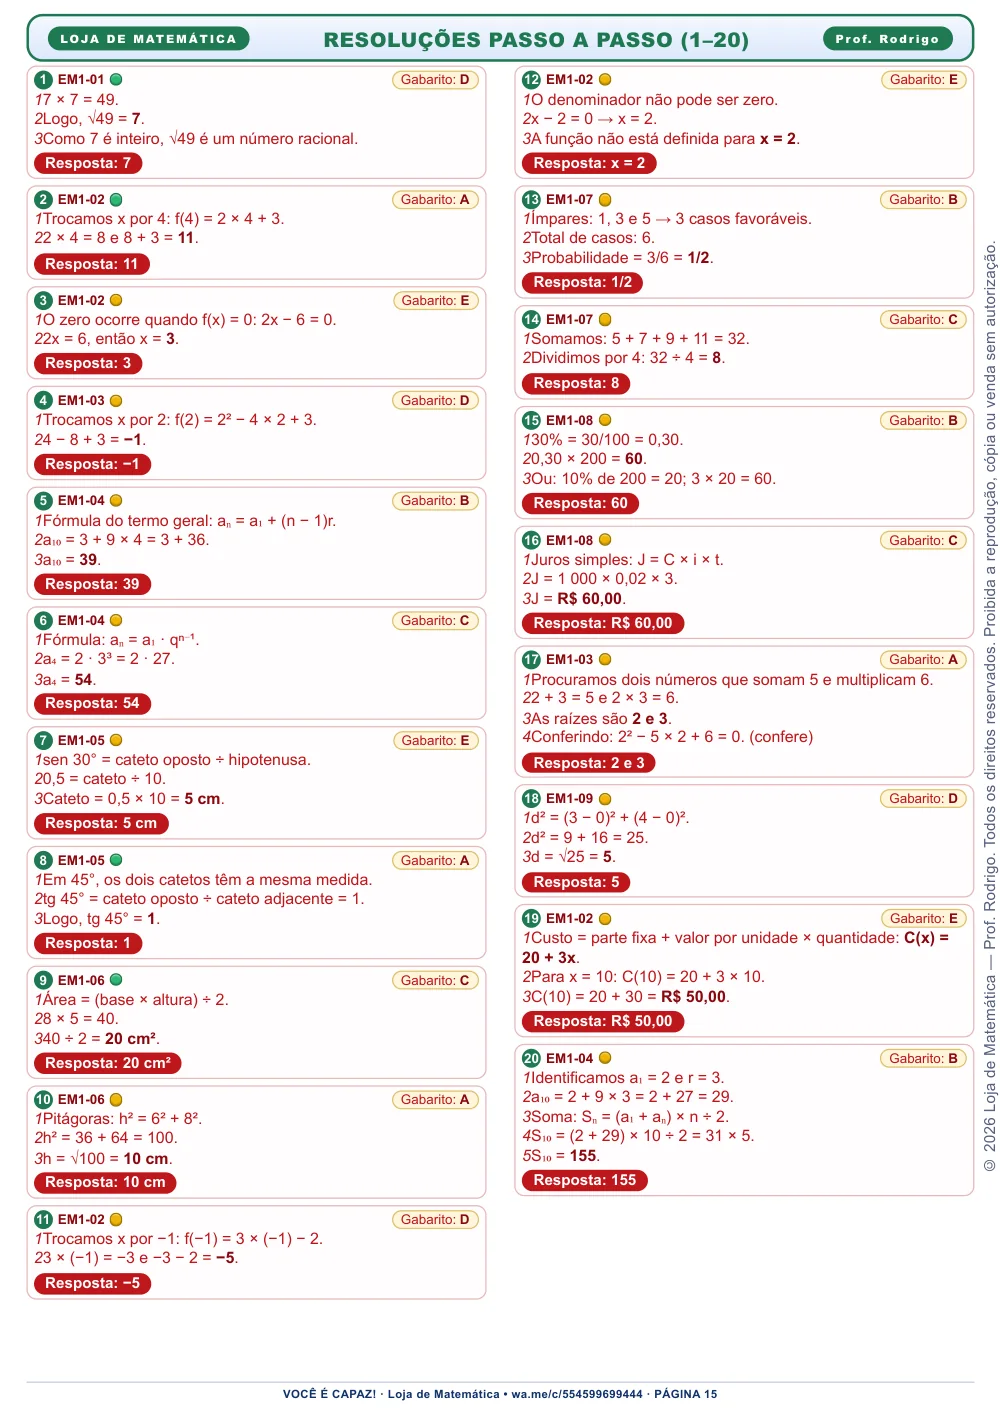 LOJA DE MATEMÁTICA
RESOLUÇÕES PASSO A PASSO (1–20)
Prof. Rodrigo
1 EM1-01 Gabarito: D
17 × 7 = 49.
2Logo, √49 = 7.
3Como 7 é inteiro, √49 é um número racional.
Resposta: 7
2 EM1-02 Gabarito: A
1Trocamos x por 4: f(4) = 2 × 4 + 3.
22 × 4 = 8 e 8 + 3 = 11.
Resposta: 11
3 EM1-02 Gabarito: E
1O zero ocorre quando f(x) = 0: 2x − 6 = 0.
22x = 6, então x = 3.
Resposta: 3
4 EM1-03 Gabarito: D
1Trocamos x por 2: f(2) = 2² − 4 × 2 + 3.
24 − 8 + 3 = −1.
Resposta: −1
5 EM1-04 Gabarito: B
1Fórmula do termo geral: aₙ = a₁ + (n − 1)r.
2a₁₀ = 3 + 9 × 4 = 3 + 36.
3a₁₀ = 39.
Resposta: 39
6 EM1-04 Gabarito: C
1Fórmula: aₙ = a₁ · qⁿ⁻¹.
2a₄ = 2 · 3³ = 2 · 27.
3a₄ = 54.
Resposta: 54
7 EM1-05 Gabarito: E
1sen 30° = cateto oposto ÷ hipotenusa.
20,5 = cateto ÷ 10.
3Cateto = 0,5 × 10 = 5 cm.
Resposta: 5 cm
8 EM1-05 Gabarito: A
1Em 45°, os dois catetos têm a mesma medida.
2tg 45° = cateto oposto ÷ cateto adjacente = 1.
3Logo, tg 45° = 1.
Resposta: 1
9 EM1-06 Gabarito: C
1Área = (base × altura) ÷ 2.
28 × 5 = 40.
340 ÷ 2 = 20 cm².
Resposta: 20 cm²
10 EM1-06 Gabarito: A
1Pitágoras: h² = 6² + 8².
2h² = 36 + 64 = 100.
3h = √100 = 10 cm.
Resposta: 10 cm
11 EM1-02 Gabarito: D
1Trocamos x por −1: f(−1) = 3 × (−1) − 2.
23 × (−1) = −3 e −3 − 2 = −5.
Resposta: −5
12 EM1-02 Gabarito: E
1O denominador não pode ser zero.
2x − 2 = 0 → x = 2.
3A função não está definida para x = 2.
Resposta: x = 2
13 EM1-07 Gabarito: B
1Ímpares: 1, 3 e 5 → 3 casos favoráveis.
2Total de casos: 6.
3Probabilidade = 3/6 = 1/2.
Resposta: 1/2
14 EM1-07 Gabarito: C
1Somamos: 5 + 7 + 9 + 11 = 32.
2Dividimos por 4: 32 ÷ 4 = 8.
Resposta: 8
15 EM1-08 Gabarito: B
130% = 30/100 = 0,30.
20,30 × 200 = 60.
3Ou: 10% de 200 = 20; 3 × 20 = 60.
Resposta: 60
16 EM1-08 Gabarito: C
1Juros simples: J = C × i × t.
2J = 1 000 × 0,02 × 3.
3J = R$ 60,00.
Resposta: R$ 60,00
17 EM1-03 Gabarito: A
1Procuramos dois números que somam 5 e multiplicam 6.
22 + 3 = 5 e 2 × 3 = 6.
3As raízes são 2 e 3.
4Conferindo: 2² − 5 × 2 + 6 = 0. (confere)
Resposta: 2 e 3
18 EM1-09 Gabarito: D
1d² = (3 − 0)² + (4 − 0)².
2d² = 9 + 16 = 25.
3d = √25 = 5.
Resposta: 5
19 EM1-02 Gabarito: E
1Custo = parte fixa + valor por unidade × quantidade: C(x) =
20 + 3x.
2Para x = 10: C(10) = 20 + 3 × 10.
3C(10) = 20 + 30 = R$ 50,00.
Resposta: R$ 50,00
20 EM1-04 Gabarito: B
1Identificamos a₁ = 2 e r = 3.
2a₁₀ = 2 + 9 × 3 = 2 + 27 = 29.
3Soma: Sₙ = (a₁ + aₙ) × n ÷ 2.
4S₁₀ = (2 + 29) × 10 ÷ 2 = 31 × 5.
5S₁₀ = 155.
Resposta: 155
© 2026 Loja de Matemática — Prof. Rodrigo. Todos os direitos reservados. Proibida a reprodução, cópia ou venda sem autorização.
VOCÊ É CAPAZ! · Loja de Matemática • wa.me/c/554599699444 · PÁGINA 15